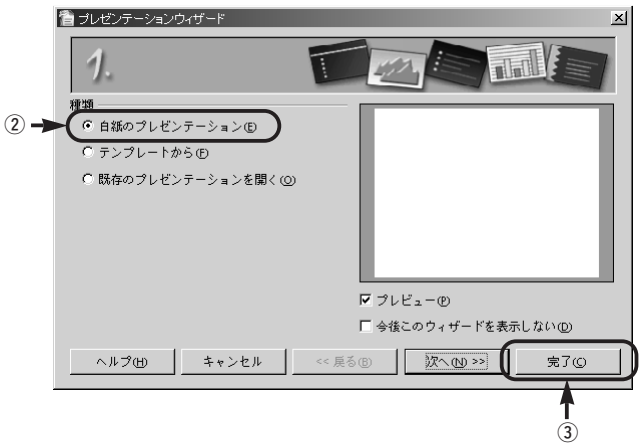 プレゼンテーションウィザード
1.
種類
② 白紙のプレゼンテーション(E)
テンプレートから(F)
既存のプレゼンテーションを開く(O)
プレビュー(P)
今後このウィザードを表示しない(D)
ヘルプ(H) キャンセル << 戻る(B) 次へ(N) >> 完了(C)
③